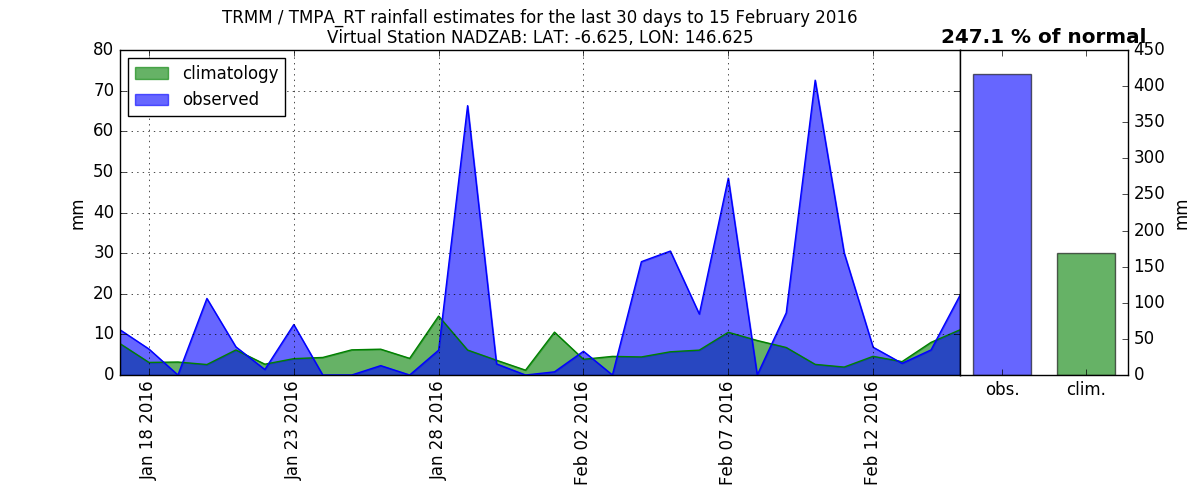 TRMM / TMPA_RT rainfall estimates for the last 30 days to 15 February 2016
Virtual Station NADZAB: LAT: -6.625, LON: 146.625
247.1 % of normal
climatology
observed
80
70
60
50
40
30
20
10
0
mm
Jan 18 2016
Jan 23 2016
Jan 28 2016
Feb 02 2016
Feb 07 2016
Feb 12 2016
450
400
350
300
250
200
150
100
50
0
mm
obs.
clim.